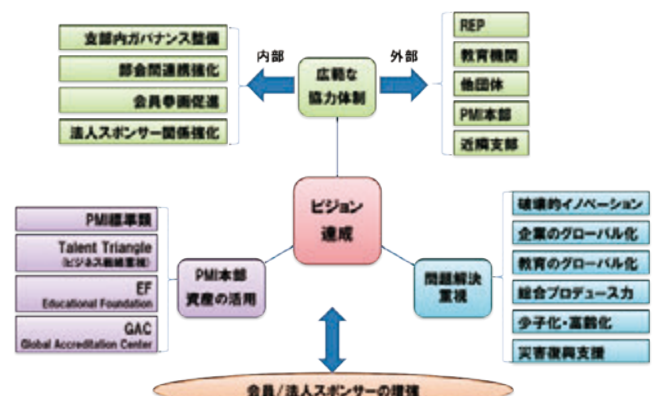 支部内ガバナンス整備
部会間連携強化
会員参画促進
法人スポンサー関係強化
内部
広範な
協力体制
外部
REP
教育機関
他団体
PMI本部
近隣支部
ビジョン
達成
PMI標準類
Talent Triangle
(ビジネス戦略重視)
EF
Educational Foundation
GAC
Global Accreditation Center
PMI本部
資産の活用
問題解決
重視
破壊的イノベーション
企業のグローバル化
教育のグローバル化
総合プロデュース力
少子化・高齢化
災害復興支援
会員/法人スポンサーの増強